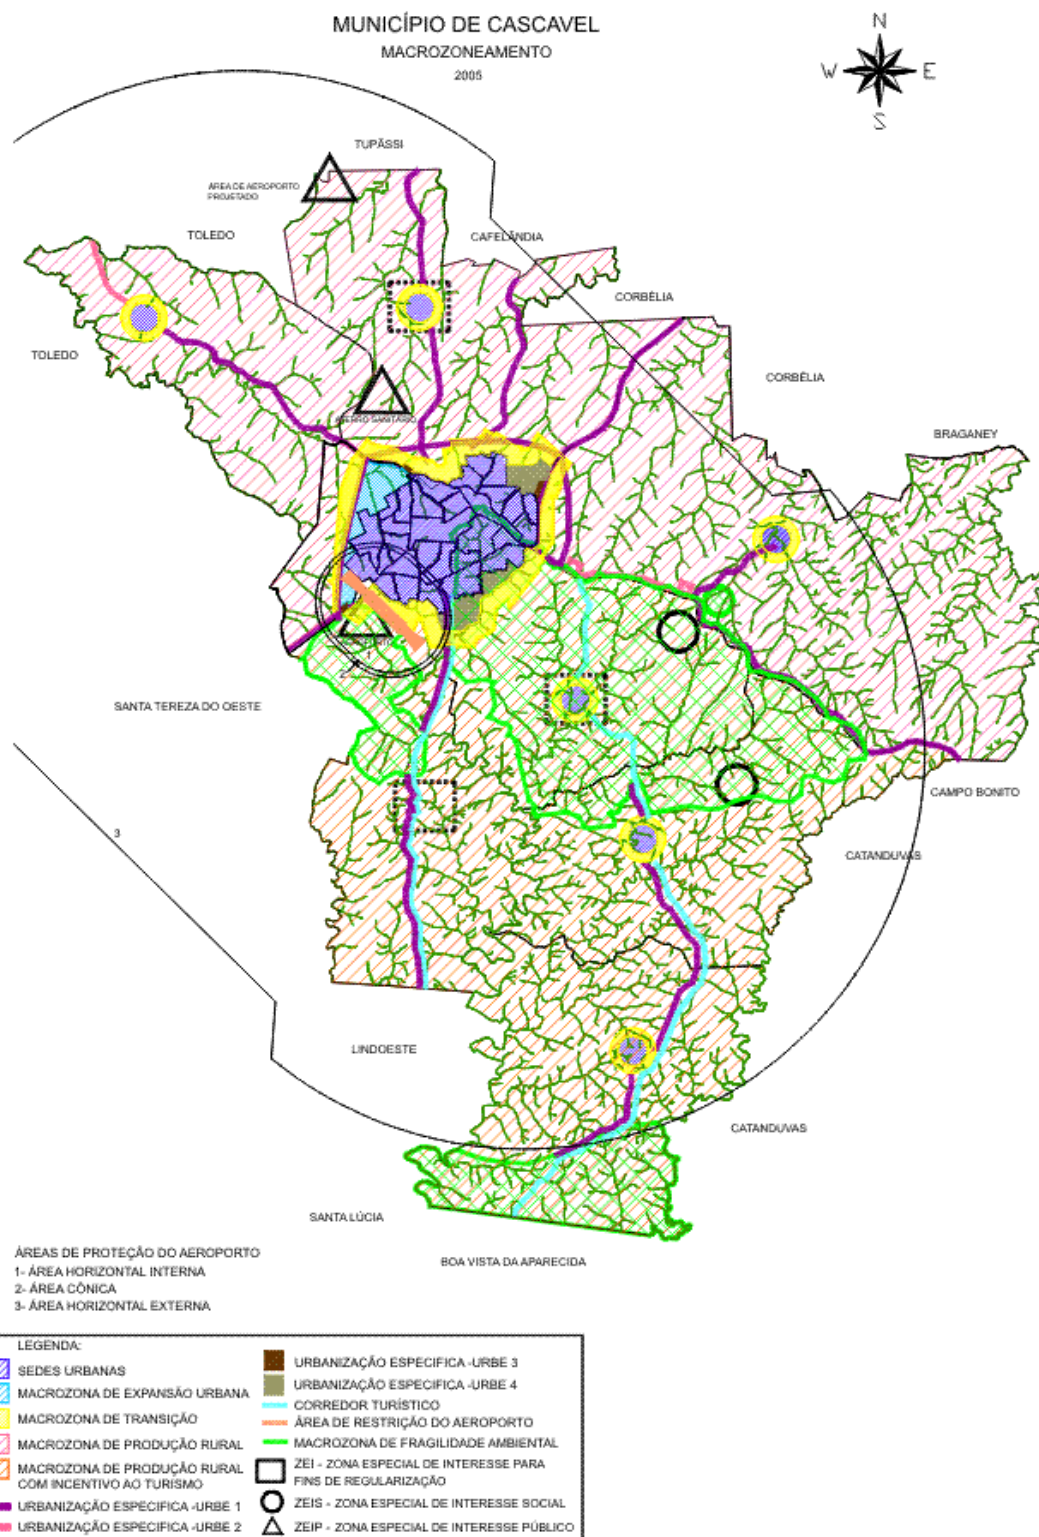 MUNICÍPIO DE CASCAVEL
MACROZONEAMENTO
2005
N
W E
S
TUPÃSSI
ÁREA DE AEROPORTO
PROJETADO
TOLEDO
CAFELÂNDIA
CORBÉLIA
TOLEDO
CORBÉLIA
ATERRO SANITÁRIO
BRAGANEY
1
2
SANTA TEREZA DO OESTE
CAMPO BONITO
3
CATANDUVAS
LINDOESTE
CATANDUVAS
SANTA LÚCIA
BOA VISTA DA APARECIDA
ÁREAS DE PROTEÇÃO DO AEROPORTO
1- ÁREA HORIZONTAL INTERNA
2- ÁREA CÔNICA
3- ÁREA HORIZONTAL EXTERNA
LEGENDA:
SEDES URBANAS
MACROZONA DE EXPANSÃO URBANA
MACROZONA DE TRANSIÇÃO
MACROZONA DE PRODUÇÃO RURAL
MACROZONA DE PRODUÇÃO RURAL
COM INCENTIVO AO TURISMO
URBANIZAÇÃO ESPECIFICA -URBE 1
URBANIZAÇÃO ESPECIFICA -URBE 2
URBANIZAÇÃO ESPECIFICA -URBE 3
URBANIZAÇÃO ESPECIFICA -URBE 4
CORREDOR TURÍSTICO
ÁREA DE RESTRIÇÃO DO AEROPORTO
MACROZONA DE FRAGILIDADE AMBIENTAL
ZEI - ZONA ESPECIAL DE INTERESSE PARA
FINS DE REGULARIZAÇÃO
ZEIS - ZONA ESPECIAL DE INTERESSE SOCIAL
ZEIP - ZONA ESPECIAL DE INTERESSE PÚBLICO